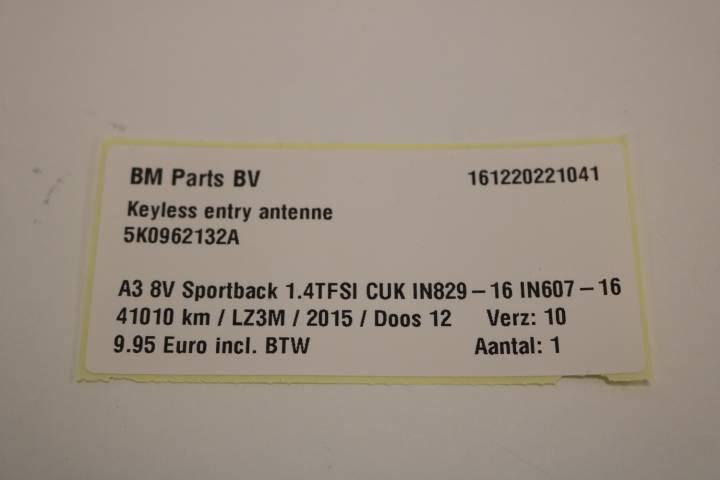 BM Parts BV 161220221041
Keyless entry antenne
5K0962132A
A3 8V Sportback 1.4TFSI CUK IN829-16 IN607-16
41010 km / LZ3M / 2015 / Doos 12 Verz: 10
9.95 Euro incl. BTW Aantal: 1